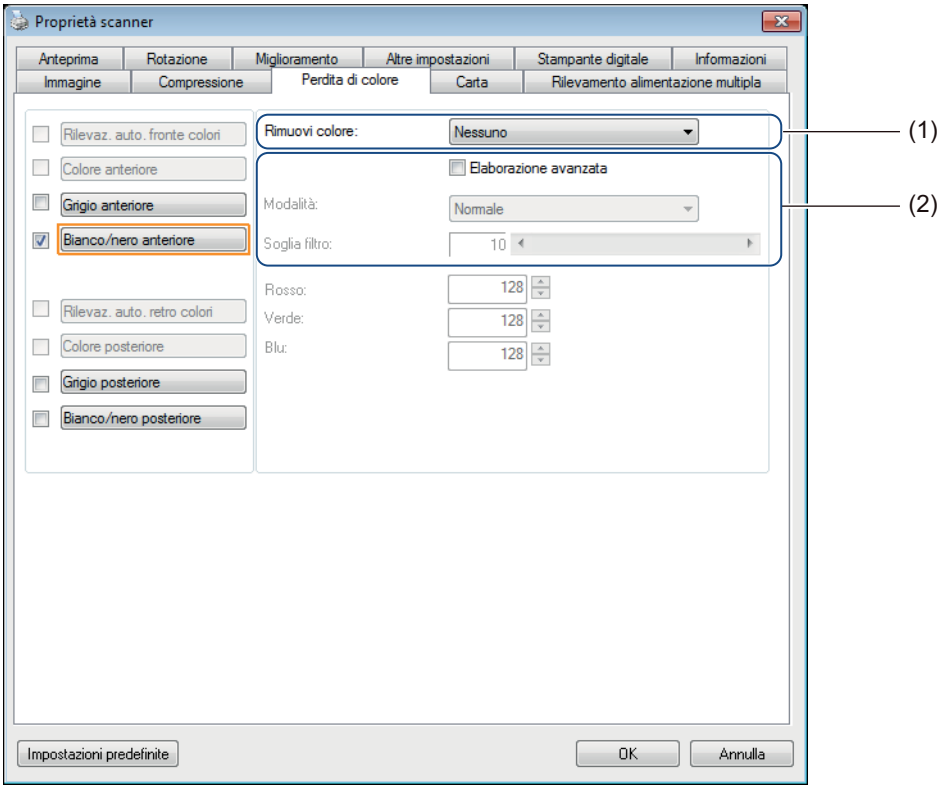 Proprietà scanner
Anteprima Rotazione Miglioramento Altre impostazioni Stampante digitale Informazioni
Immagine Compressione Perdita di colore Carta Rilevamento alimentazione multipla
Rilevaz. auto. fronte colori
Colore anteriore
Grigio anteriore
Bianco/nero anteriore
Rilevaz. auto. retro colori
Colore posteriore
Grigio posteriore
Bianco/nero posteriore
Rimuovi colore: Nessuno (1)
Elaborazione avanzata
Modalità: Normale (2)
Soglia filtro: 10
Rosso: 128
Verde: 128
Blu: 128
Impostazioni predefinite OK Annulla